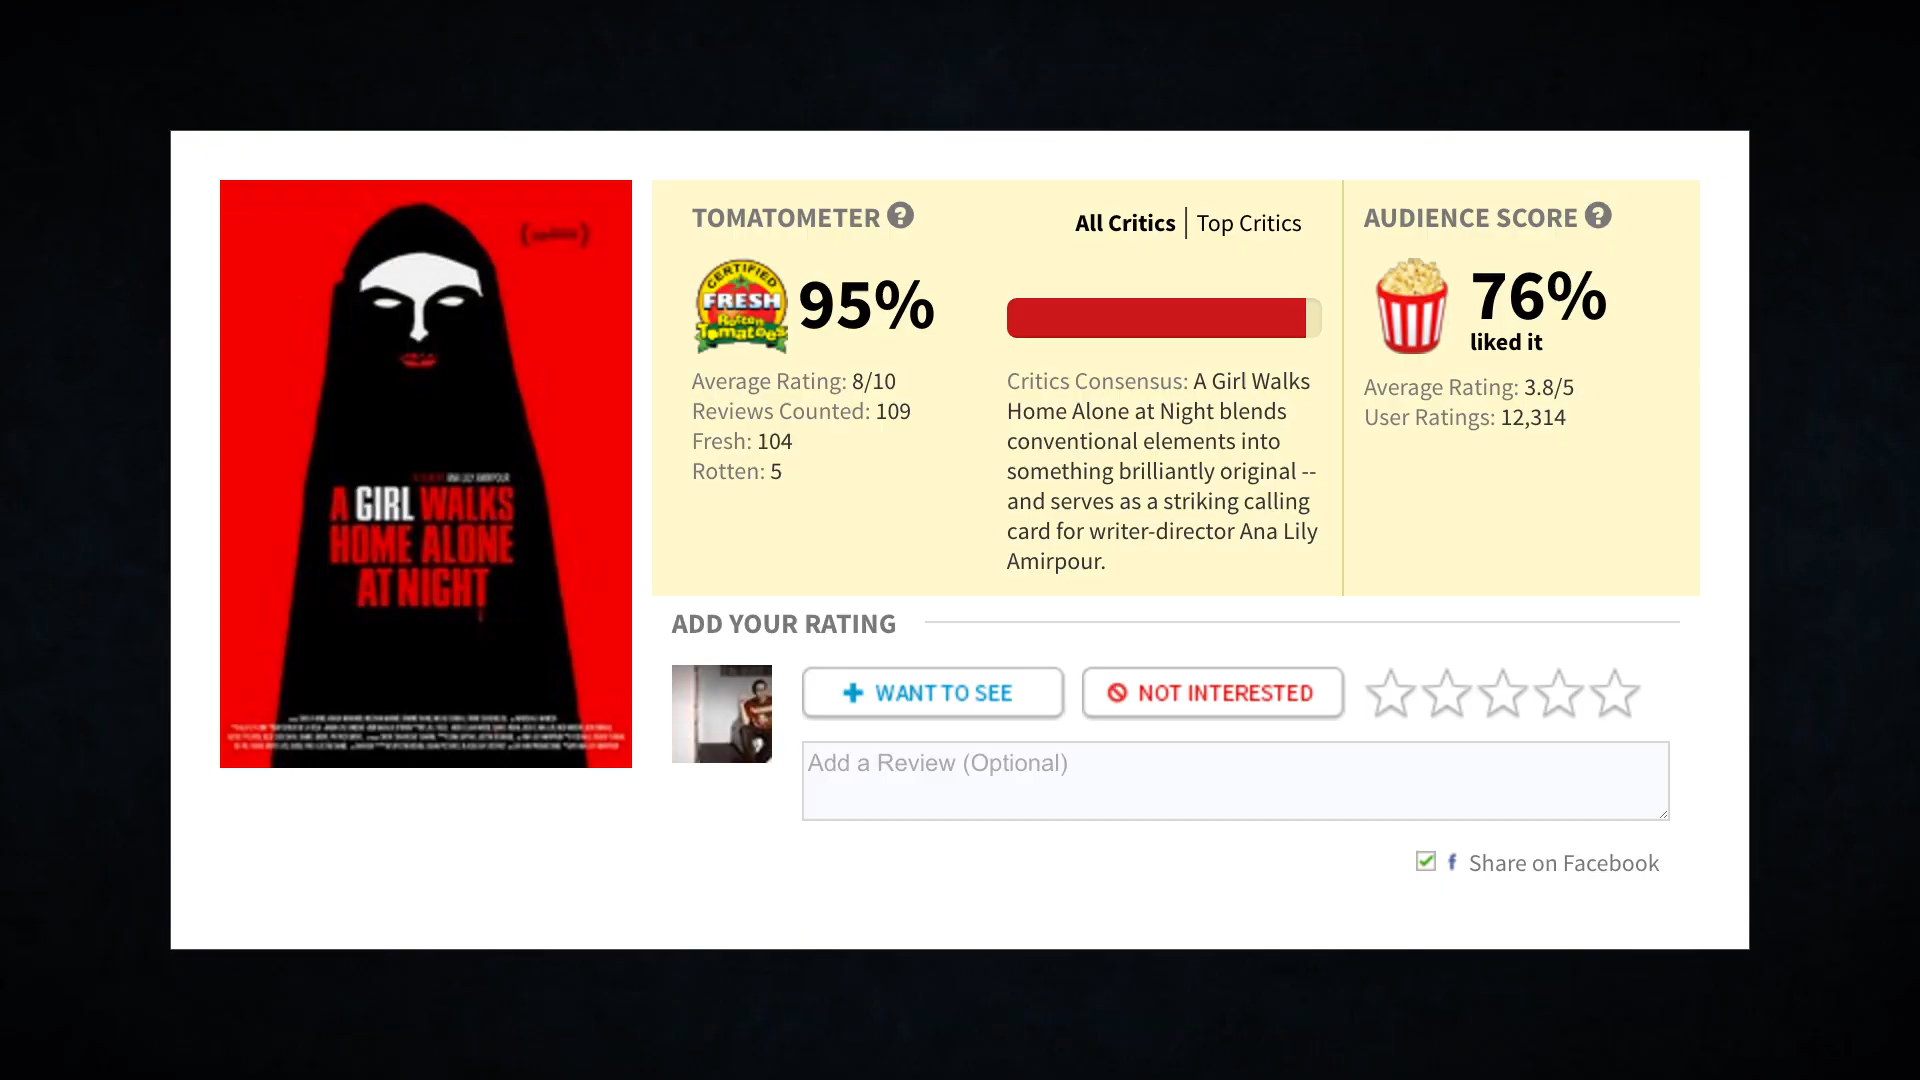 A GIRL WALKS
HOME ALONE
AT NIGHT
TOMATOMETER ?
All Critics | Top Critics
CERTIFIED
FRESH
Rotten
Tomatoes
95%
Average Rating: 8/10
Reviews Counted: 109
Fresh: 104
Rotten: 5
Critics Consensus: A Girl Walks
Home Alone at Night blends
conventional elements into
something brilliantly original --
and serves as a striking calling
card for writer-director Ana Lily
Amirpour.
AUDIENCE SCORE ?
76%
liked it
Average Rating: 3.8/5
User Ratings: 12,314
ADD YOUR RATING
WANT TO SEE
NOT INTERESTED
Add a Review (Optional)
f Share on Facebook